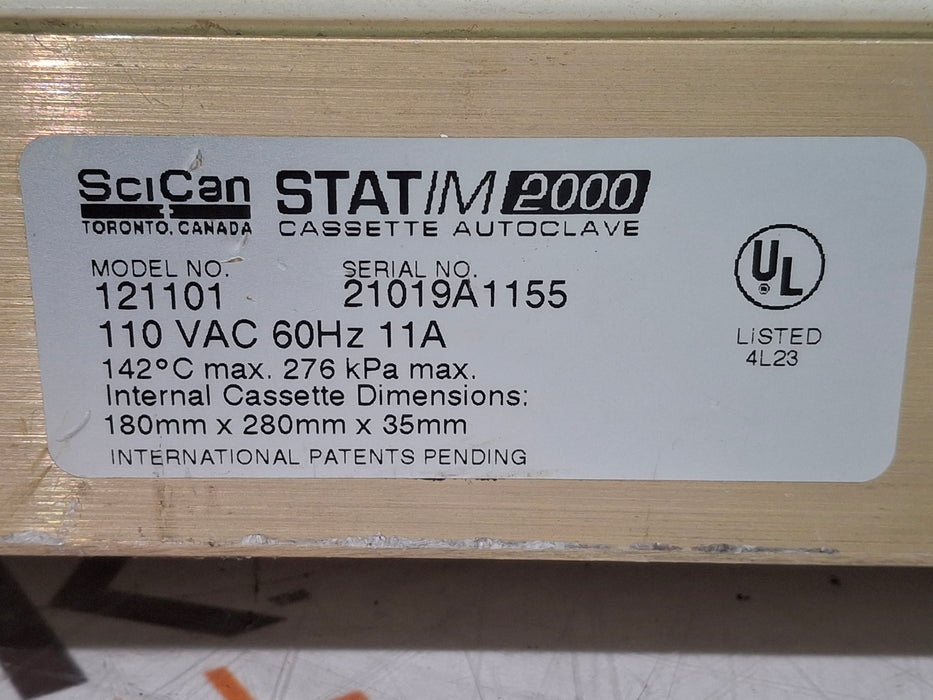 SciCan
TORONTO, CANADA
STATIM 2000
CASSETTE AUTOCLAVE
MODEL NO. SERIAL NO.
121101 21019A1155
110 VAC 60Hz 11A
142°C max. 276 kPa max.
Internal Cassette Dimensions:
180mm x 280mm x 35mm
INTERNATIONAL PATENTS PENDING
UL ®
LISTED
4L23